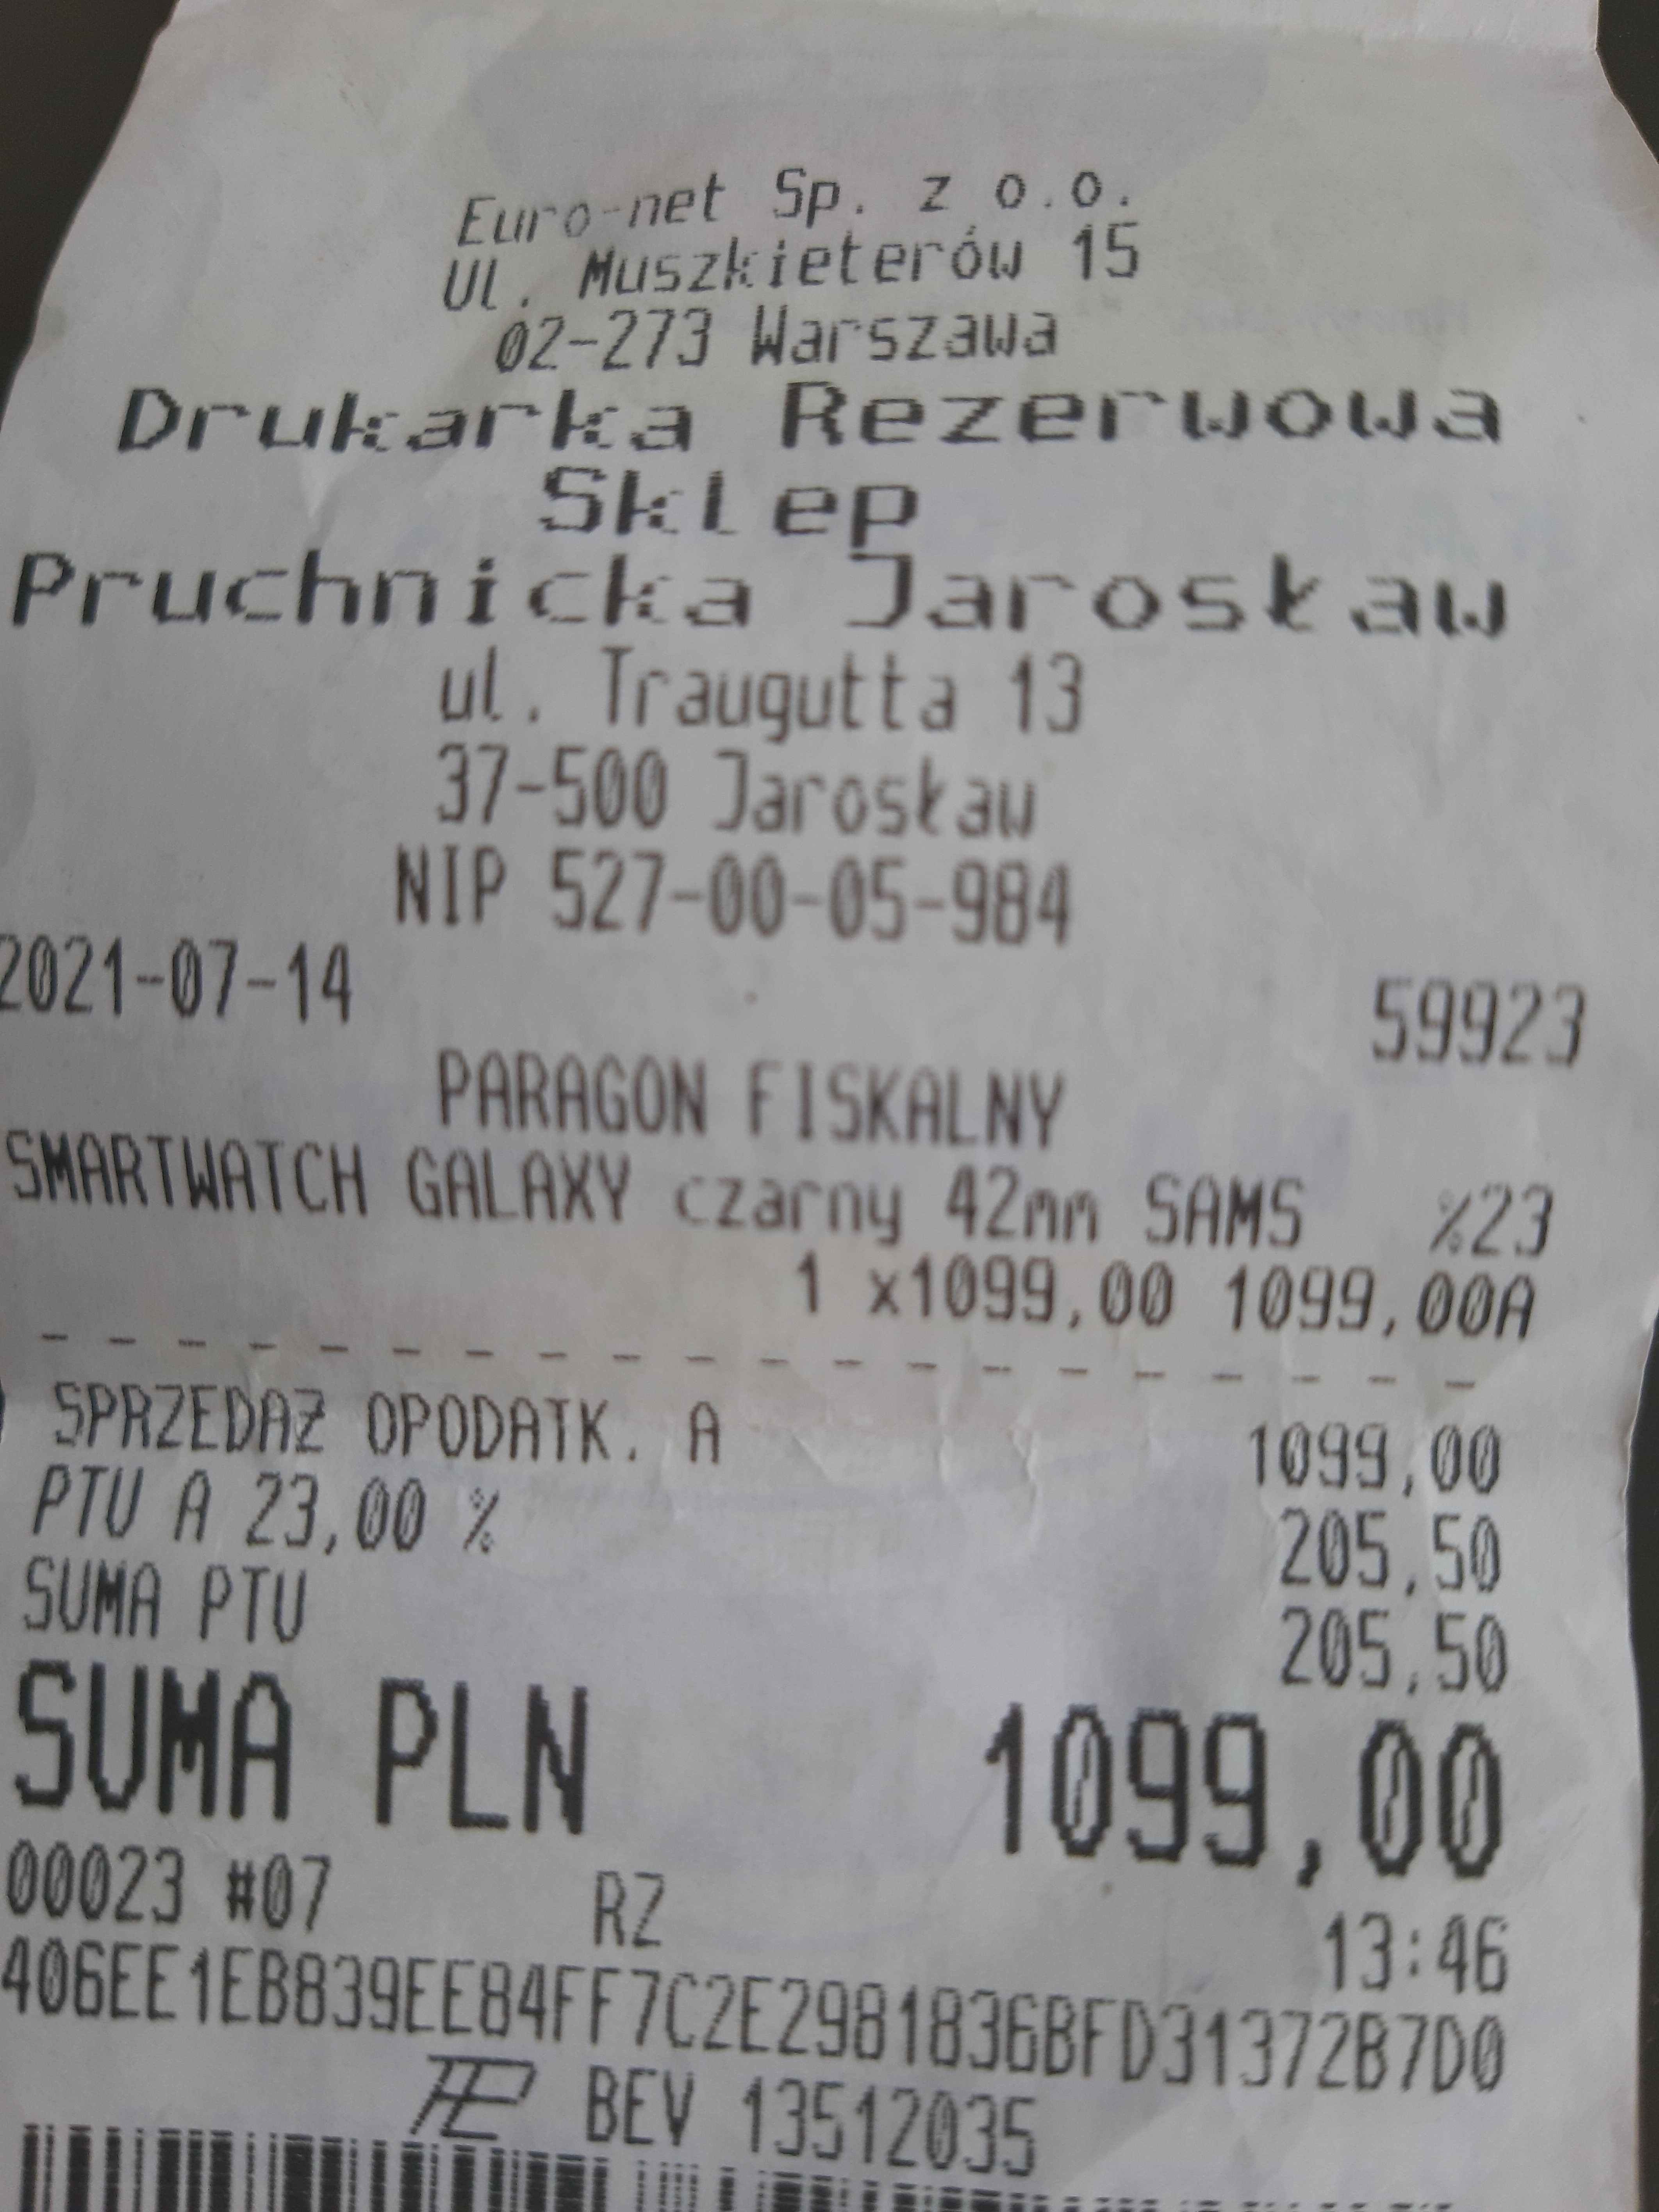 Euro-net Sp. z o.o.
Ul. Muszkieterów 15
02-273 Warszawa
Drukarka Rezerwowa
Sklep
Pruchnicka Jarosław
ul. Traugutta 13
37-500 Jarosław
NIP 527-00-05-984
2021-07-14 59923
PARAGON FISKALNY
SMARTWATCH GALAXY czarny 42mm SAMS %23
1 x1099,00 1099,00A
SPRZEDAŻ OPODATK. A 1099,00
PTU A 23,00 % 205,50
SUMA PTU 205,50
SUMA PLN 1099,00
00023 #07 RZ 13:46
406EE1EB839EE84FF7C2E2981836BFD31372B7D0
BEV 13512035